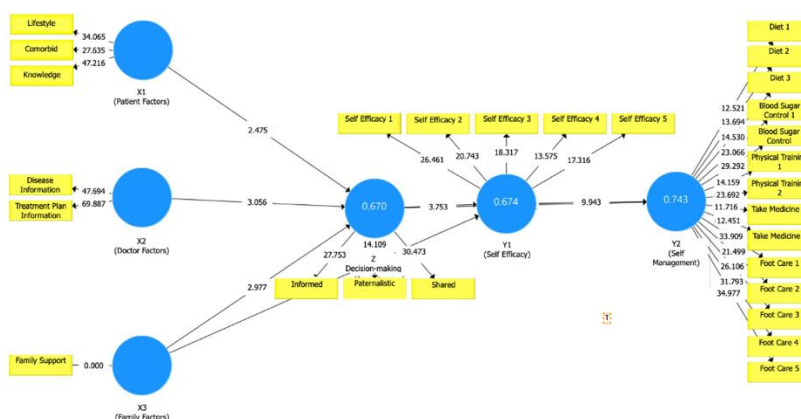 Lifestyle
34.065
Comorbid
27.635
47.216
Knowledge
X1
(Patient Factors)
2.475
Disease
Information
47.694
Treatment Plan
Information
69.887
X2
(Doctor Factors)
3.056
2.977
Family Support
0.000
X3
(Family Factors)
0.670
14.109
Z
Decision-making
27.753
30.473
Informed
Paternalistic
Shared
3.753
Self Efficacy 1
Self Efficacy 2
Self Efficacy 3
Self Efficacy 4
Self Efficacy 5
26.461
20.743
18.317
13.575
17.316
0.674
Y1
(Self Efficacy)
9.943
0.743
Y2
(Self
Management)
12.521
13.694
14.530
23.066
29.292
14.159
23.692
11.716
12.451
33.909
21.499
26.106
31.793
34.977
Diet 1
Diet 2
Diet 3
Blood Sugar
Control 1
Blood Sugar
Control
Physical Training
1
Physical Training
2
Take Medicine
Take Medicine
Foot Care 1
Foot Care 2
Foot Care 3
Foot Care 4
Foot Care 5
T